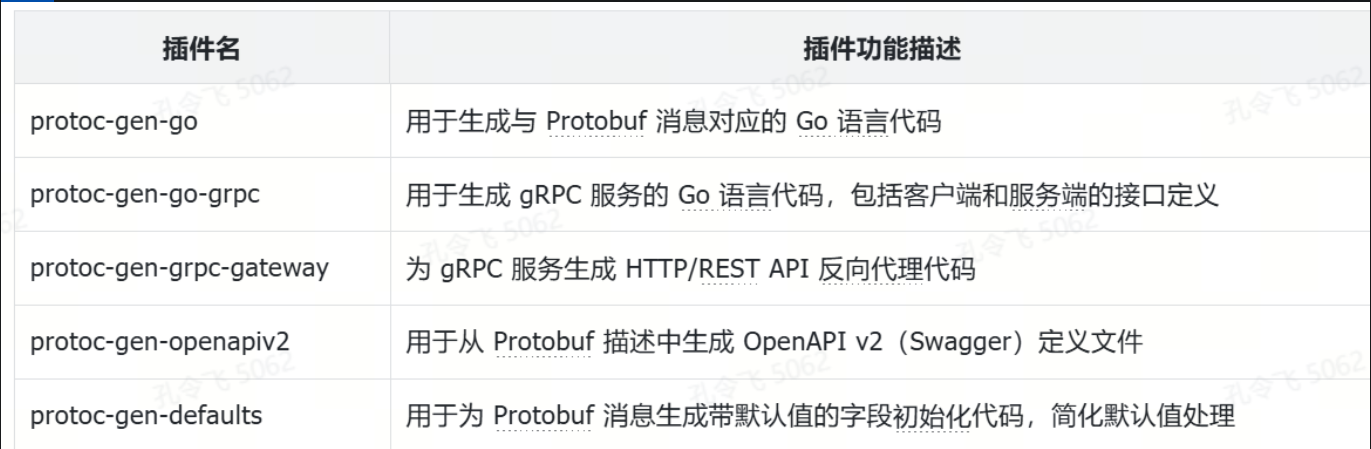 插件名 插件功能描述
protoc-gen-go 用于生成与 Protobuf 消息对应的 Go 语言代码
protoc-gen-go-grpc 用于生成 gRPC 服务的 Go 语言代码，包括客户端和服务端的接口定义
protoc-gen-grpc-gateway 为 gRPC 服务生成 HTTP/REST API 反向代理代码
protoc-gen-openapiv2 用于从 Protobuf 描述中生成 OpenAPI v2（Swagger）定义文件
protoc-gen-defaults 用于为 Protobuf 消息生成带默认值的字段初始化代码，简化默认值处理
孔令飞 5062